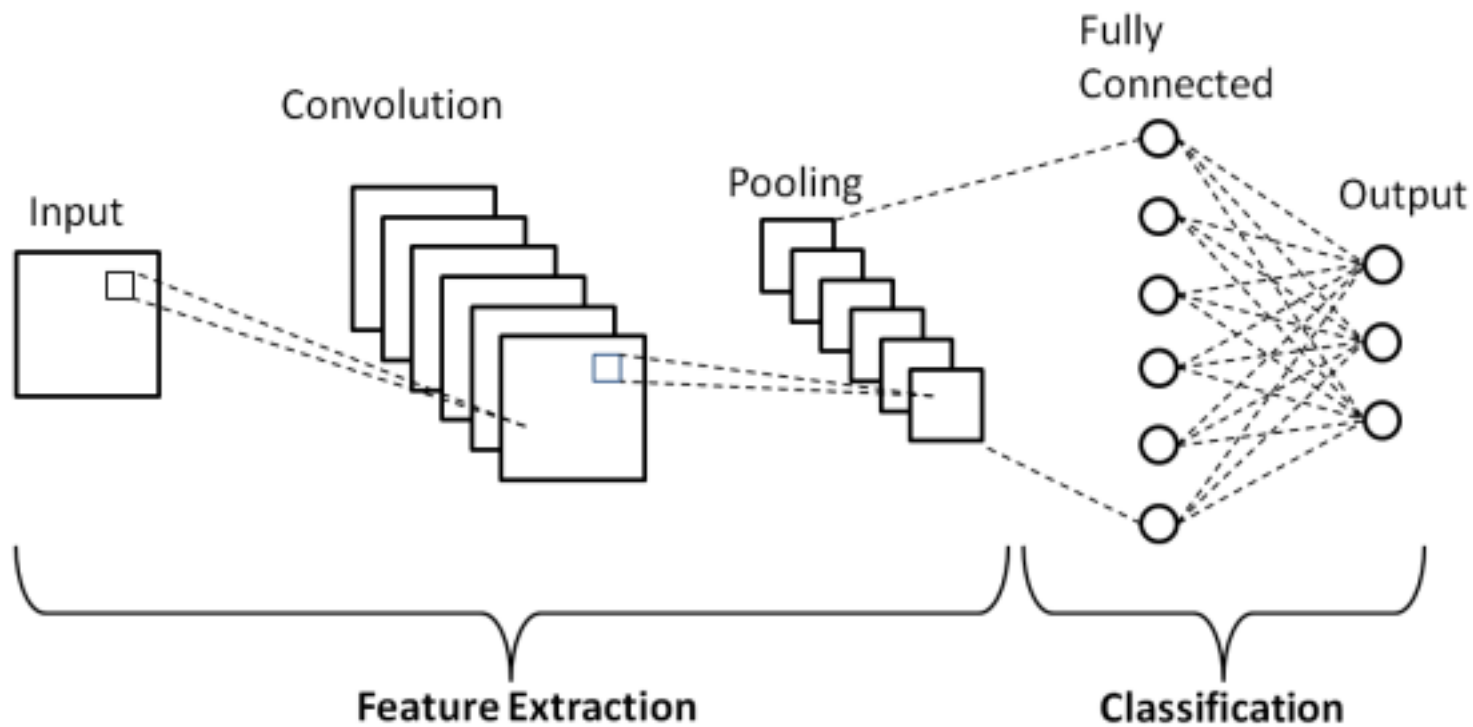 Input
Convolution
Pooling
Fully
Connected
Output
Feature Extraction
Classification